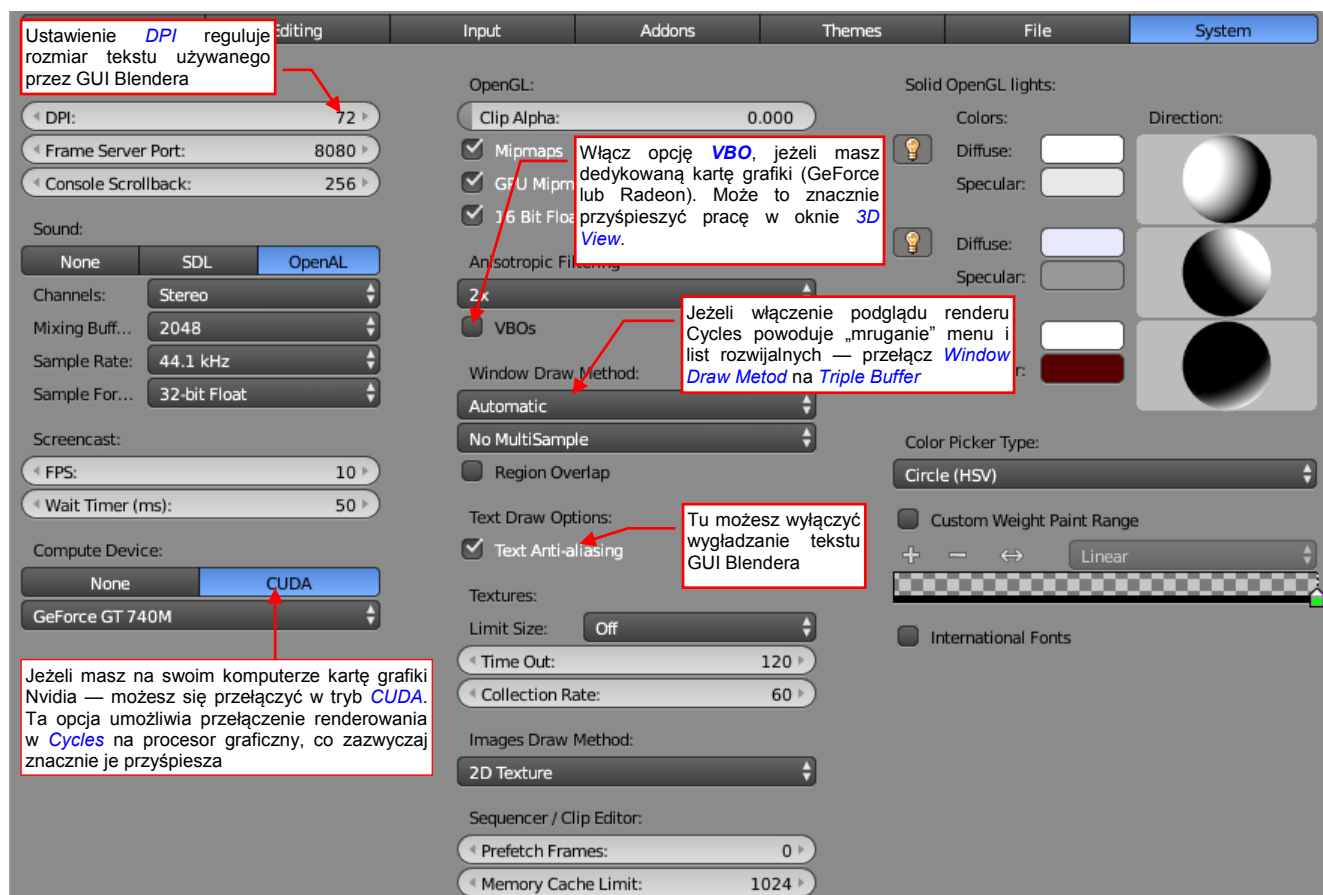 Editing
Input
Addons
Themes
File
System
Ustawienie DPI reguluje
rozmiar tekstu używanego
przez GUI Blendera
DPI: 72
Frame Server Port: 8080
Console Scrollback: 256
Sound:
None
SDL
OpenAL
Channels: Stereo
Mixing Buff... 2048
Sample Rate: 44.1 kHz
Sample For... 32-bit Float
Screencast:
FPS: 10
Wait Timer (ms): 50
Compute Device:
None
CUDA
GeForce GT 740M
Jeżeli masz na swoim komputerze kartę grafiki
Nvidia — możesz się przełączyć w tryb CUDA.
Ta opcja umożliwia przełączenie renderowania
w Cycles na procesor graficzny, co zazwyczaj
znacznie je przyśpiesza
OpenGL:
Clip Alpha: 0.000
Mipmaps
GPU Mipm
16 Bit Floa
Włącz opcję VBO, jeżeli masz
dedykowaną kartę grafiki (GeForce
lub Radeon). Może to znacznie
przyśpieszyć pracę w oknie 3D
View.
Anisotropic Filtering
2x
VBOs
Jeżeli włączenie podglądu renderu
Cycles powoduje „mruganie” menu i
list rozwijalnych — przełącz Window
Draw Metod na Triple Buffer
Window Draw Method:
Automatic
No MultiSample
Region Overlap
Text Draw Options:
Text Anti-aliasing
Tu możesz wyłączyć
wygładzanie tekstu
GUI Blendera
Textures:
Limit Size: Off
Time Out: 120
Collection Rate: 60
Images Draw Method:
2D Texture
Sequencer / Clip Editor:
Prefetch Frames: 0
Memory Cache Limit: 1024
Solid OpenGL lights:
Colors:
Direction:
Diffuse:
Specular:
Diffuse:
Specular:
r:
Color Picker Type:
Circle (HSV)
Custom Weight Paint Range
Linear
International Fonts